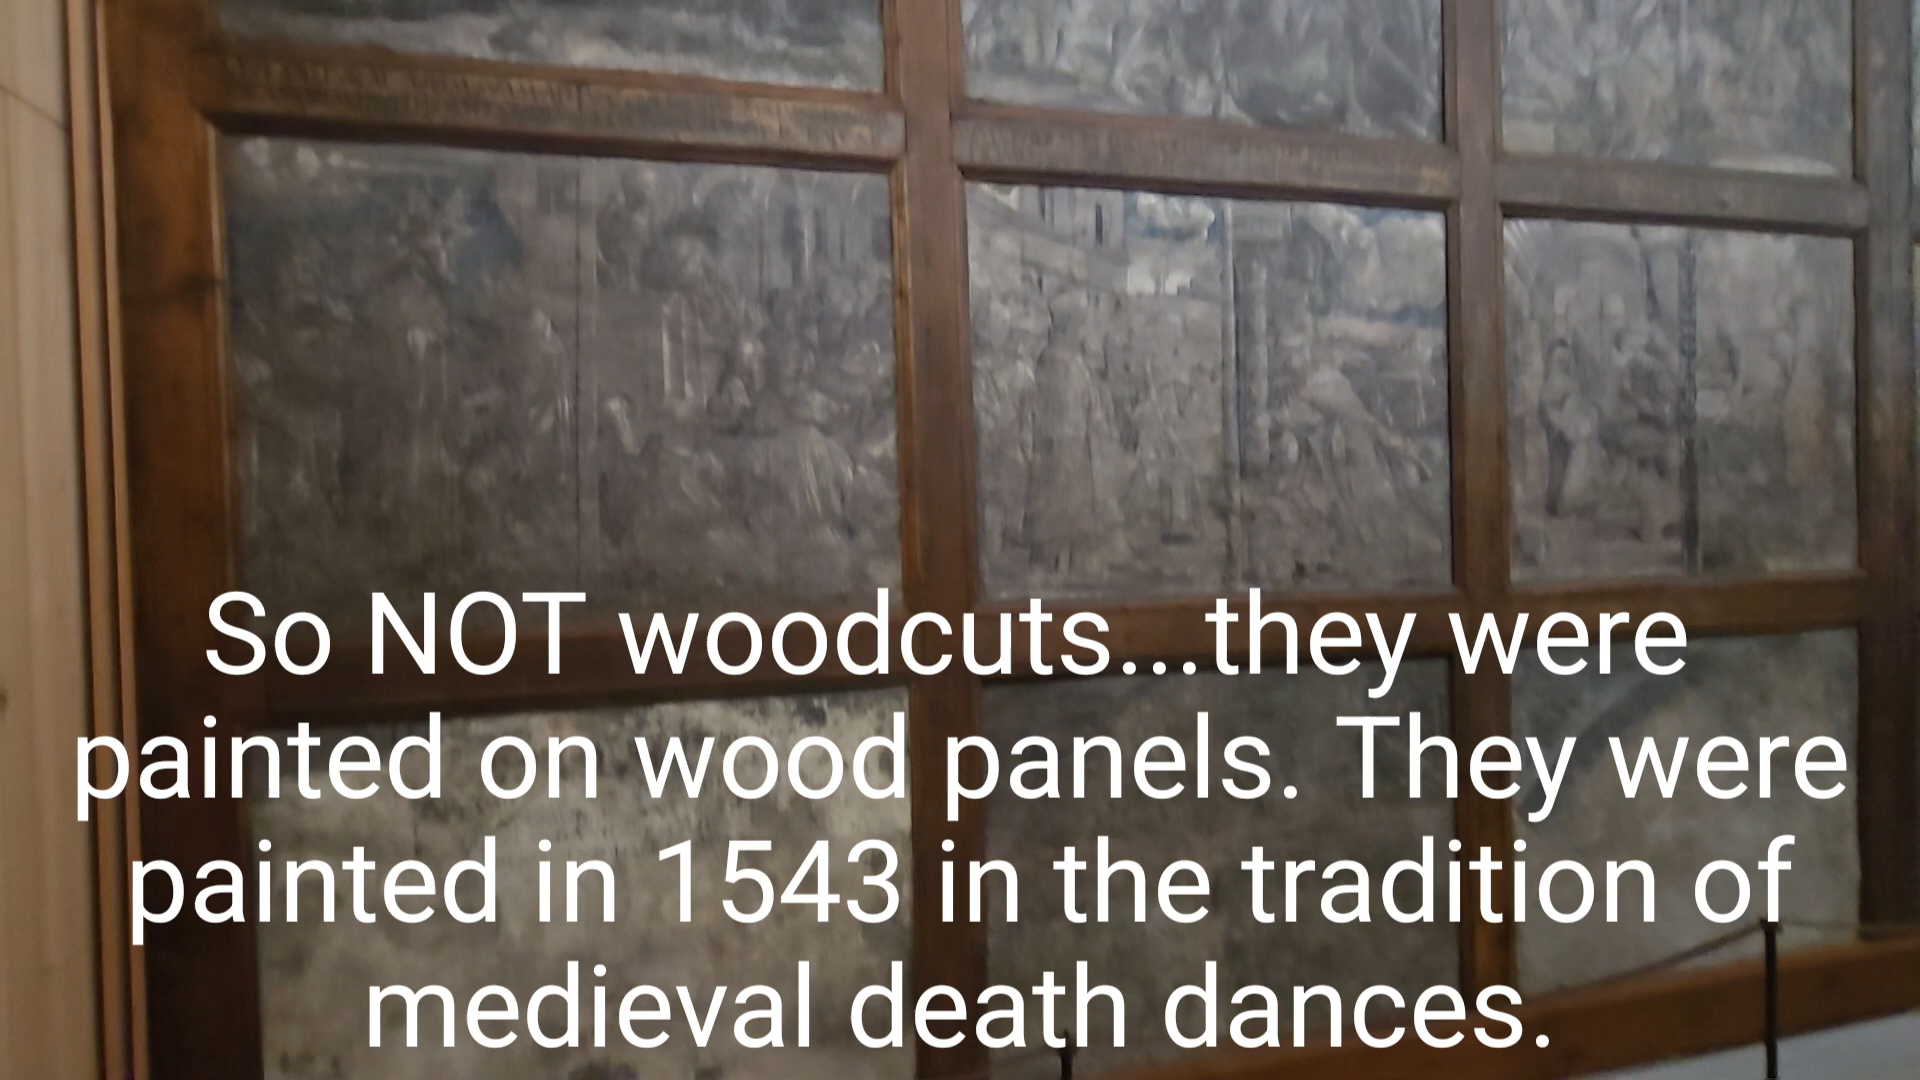 So NOT woodcuts...they were
painted on wood panels. They were
painted in 1543 in the tradition of
medieval death dances.